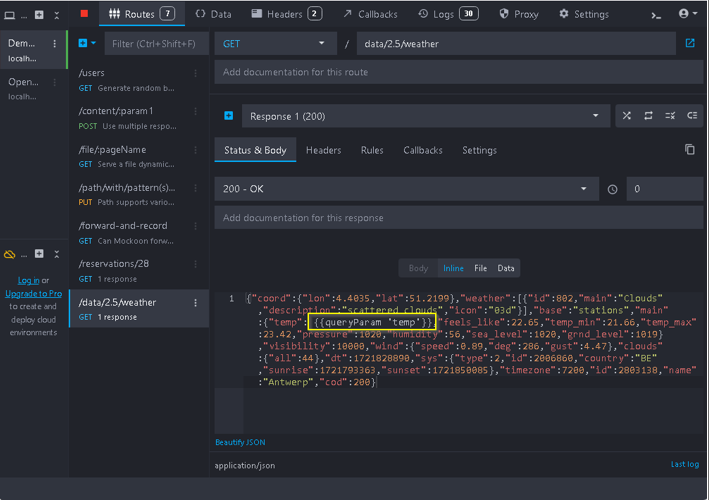 Routes 7 Data Headers 2 Callbacks Logs 30 Proxy Settings
Dem...
localh...
Open...
localh...
Log in or
Upgrade to Pro
to create and
deploy cloud
environments
Filter (Ctrl+Shift+F)
/users
GET Generate random b...
/content/:param1
POST Use multiple respo...
/file/:pageName
GET Serve a file dynamic...
/path/with/pattern(s)...
PUT Path supports vario...
/forward-and-record
GET Can Mockoon forw...
/reservations/28
GET 1 response
/data/2.5/weather
GET 1 response
GET / data/2.5/weather
Add documentation for this route
Response 1 (200)
Status & Body Headers Rules Callbacks Settings
200 - OK 0
Add documentation for this response
Body Inline File Data
1 {"coord":{"lon":4.4035,"lat":51.2199},"weather":[{"id":802,"main":"Clouds"
,"description":"scattered clouds","icon":"03d"}],"base":"stations","main"
:{"temp": {{queryParam 'temp'}} "feels_like":22.65,"temp_min":21.66,"temp_max"
:23.42,"pressure":1020,"humidity":56,"sea_level":1020,"grnd_level":1019}
,"visibility":10000,"wind":{"speed":0.89,"deg":286,"gust":4.47},"clouds"
:{"all":44},"dt":1721828890,"sys":{"type":2,"id":2006860,"country":"BE"
,"sunrise":1721793363,"sunset":1721850085},"timezone":7200,"id":2803138,"name"
:"Antwerp","cod":200}
Beautify JSON
application/json Last log